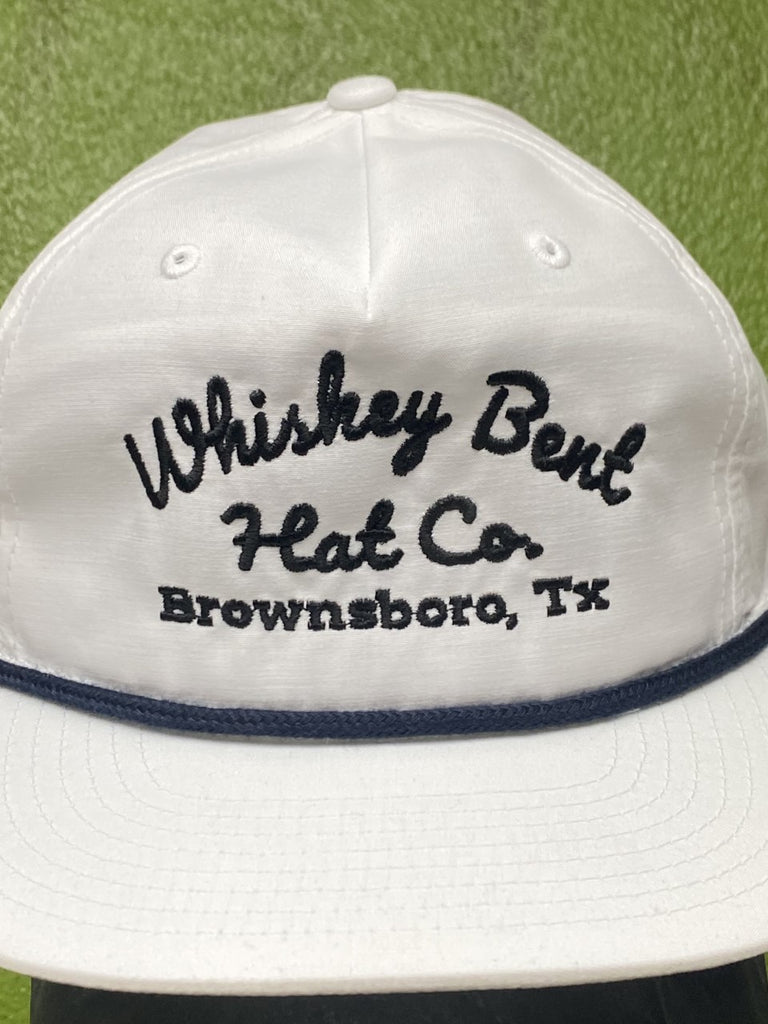 Whiskey Bent
Hat Co.
Brownsboro, Tx